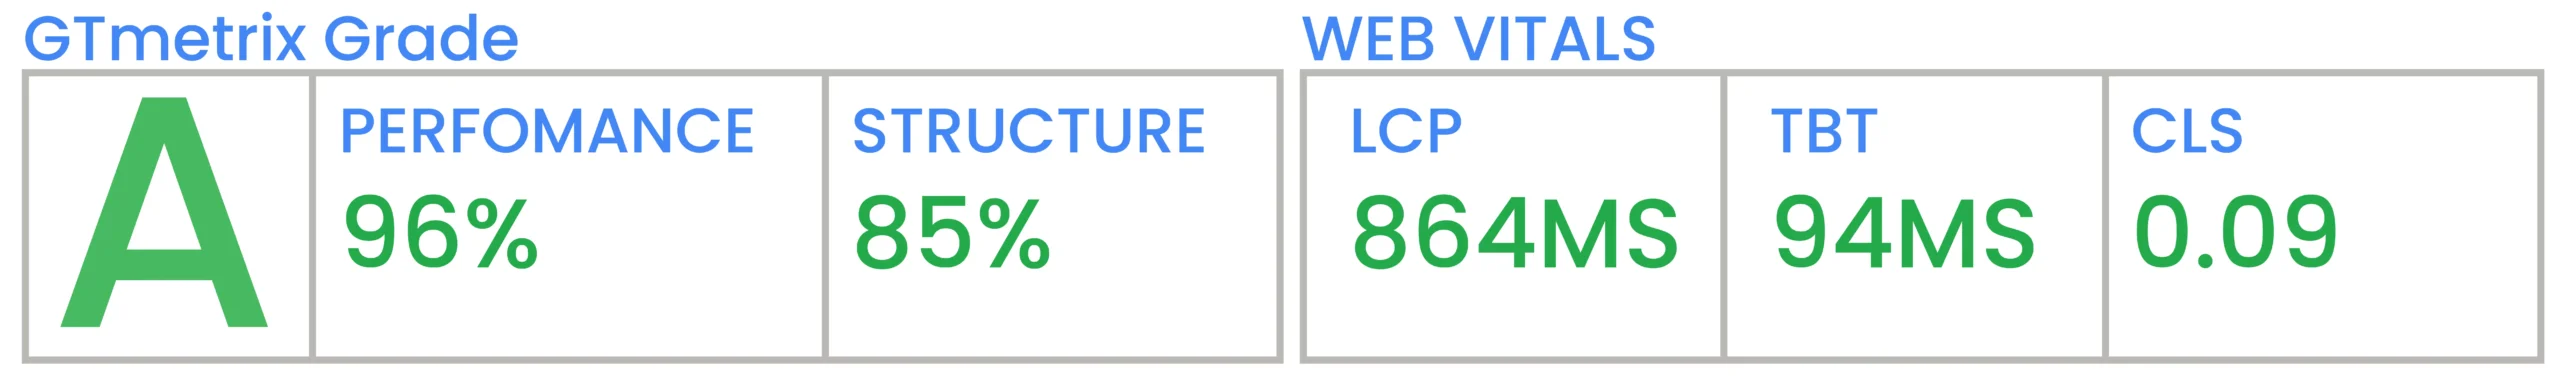 GTmetrix Grade
A
PERFOMANCE
96%
STRUCTURE
85%
WEB VITALS
LCP
864MS
TBT
94MS
CLS
0.09